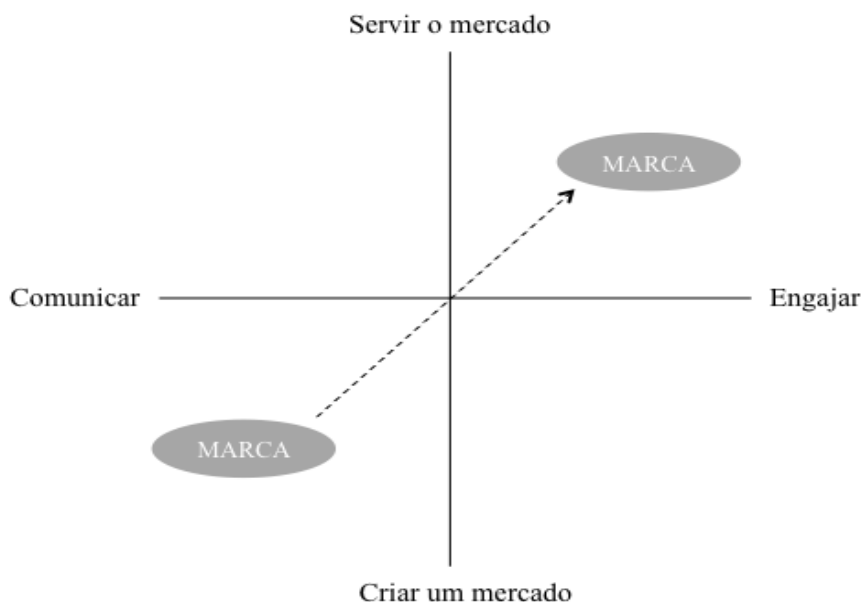 Servir o mercado
MARCA
Comunicar
Engajar
MARCA
Criar um mercado